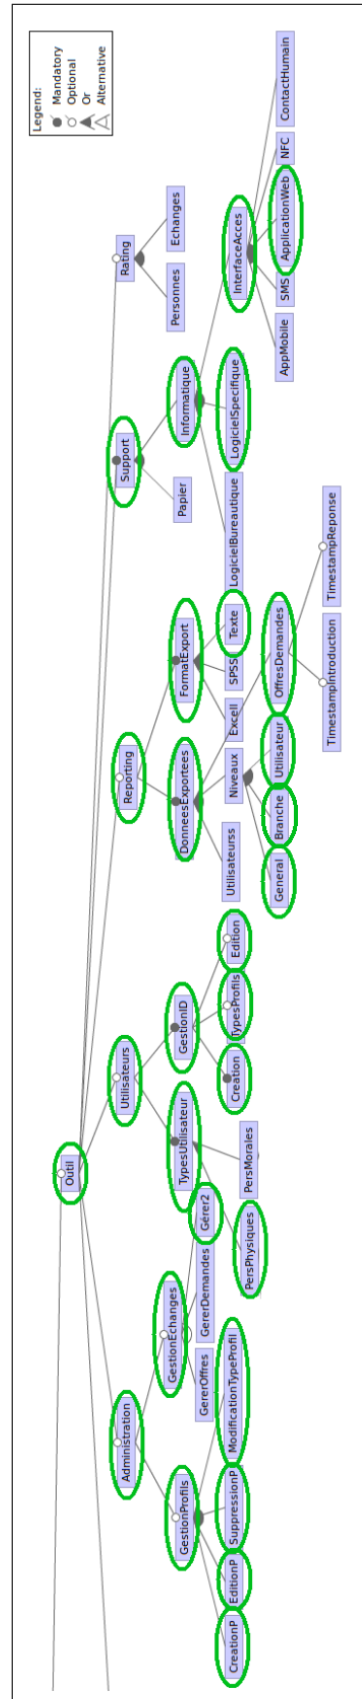 Legend:
Mandatory
Optional
Or
Alternative
Outil
Administration
Utilisateurs
Reporting
Support
Rating
GestionProfils
GestionEchanges
TypesUtilisateur
GestionID
DonneesExportees
FormatExport
Papier
Informatique
Personnes
Echanges
CreationP
EditionP
SuppressionP
ModificationTypeProfil
GererOffres
GererDemandes
Gérer2
PersPhysiques
PersMorales
Creation
TypesProfils
Edition
Utilisateurss
Niveaux
OffresDemandes
Excell
SPSS
Texte
LogicielBureautique
LogicielSpecifique
InterfaceAcces
General
Branche
Utilisateur
TimestampIntroduction
TimestampReponse
AppMobile
SMS
ApplicationWeb
NFC
ContactHumain